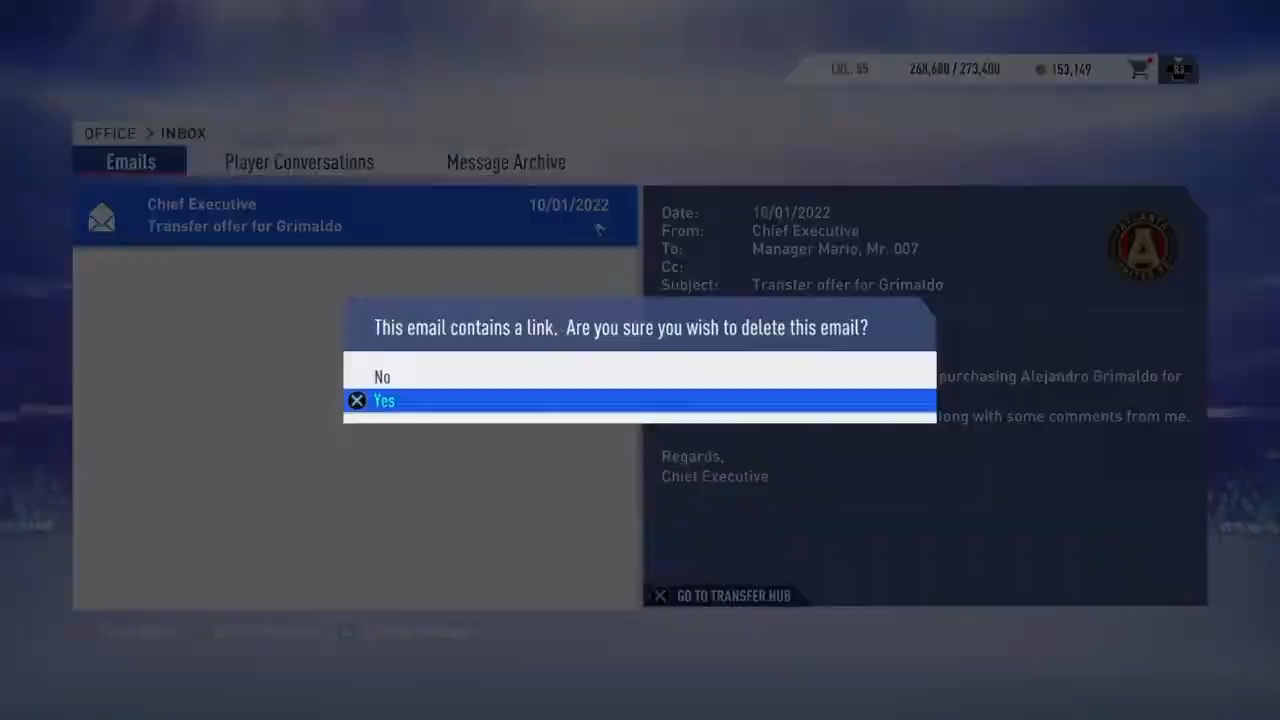 LVL. 55 268,600 / 273,400 153,149
OFFICE > INBOX
Emails Player Conversations Message Archive
Chief Executive 10/01/2022
Transfer offer for Grimaldo
Date: 10/01/2022
From: Chief Executive
To: Manager Mario, Mr. 007
Cc:
Subject: Transfer offer for Grimaldo
This email contains a link. Are you sure you wish to delete this email?
No
Yes
purchasing Alejandro Grimaldo for
long with some comments from me.
Regards,
Chief Executive
GO TO TRANSFER HUB